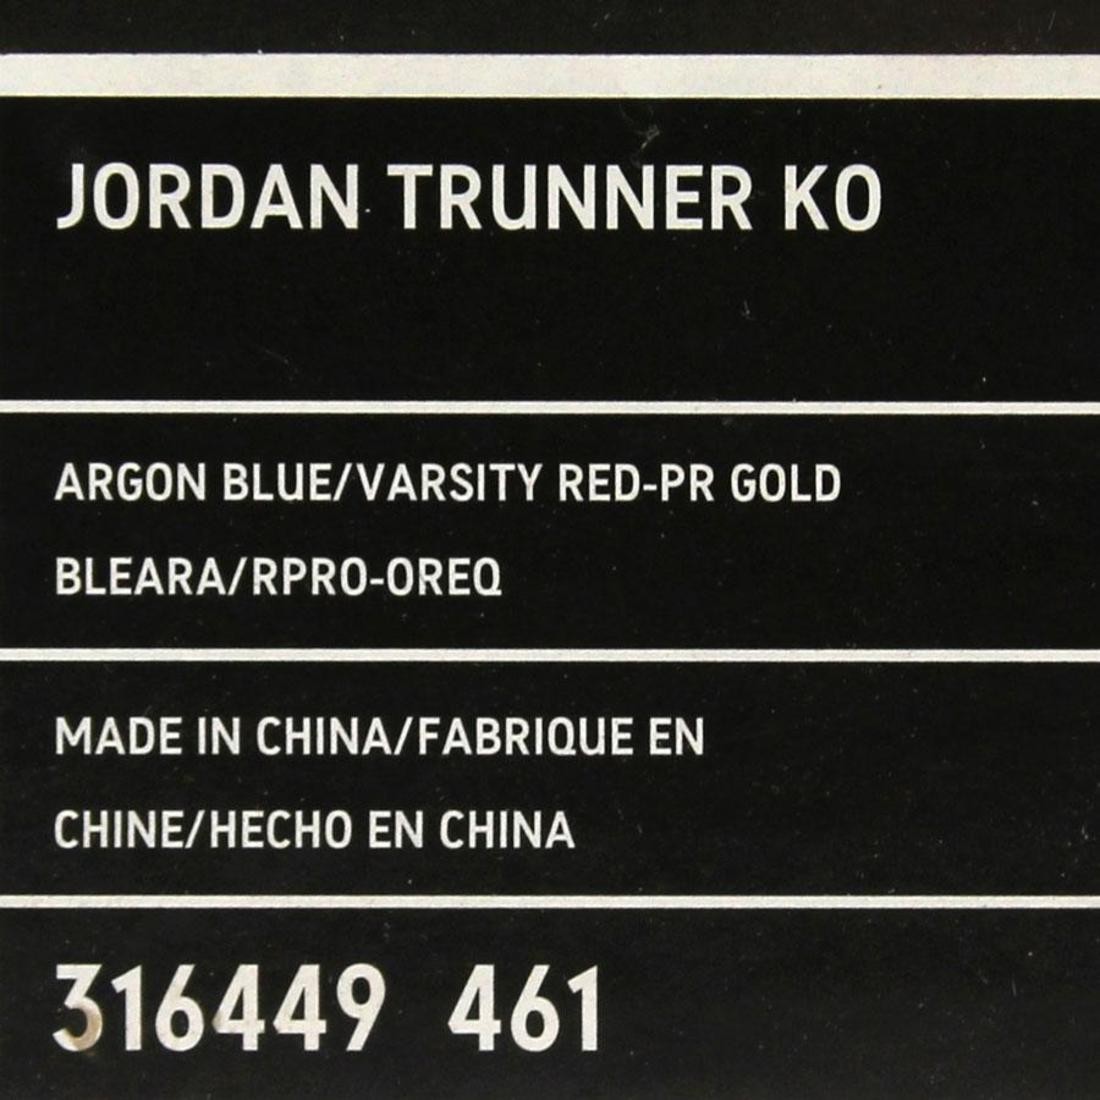 JORDAN TRUNNER KO
ARGON BLUE/VARSITY RED-PR GOLD
BLEARA/RPRO-OREQ
MADE IN CHINA/FABRIQUE EN
CHINE/HECHO EN CHINA
316449 461